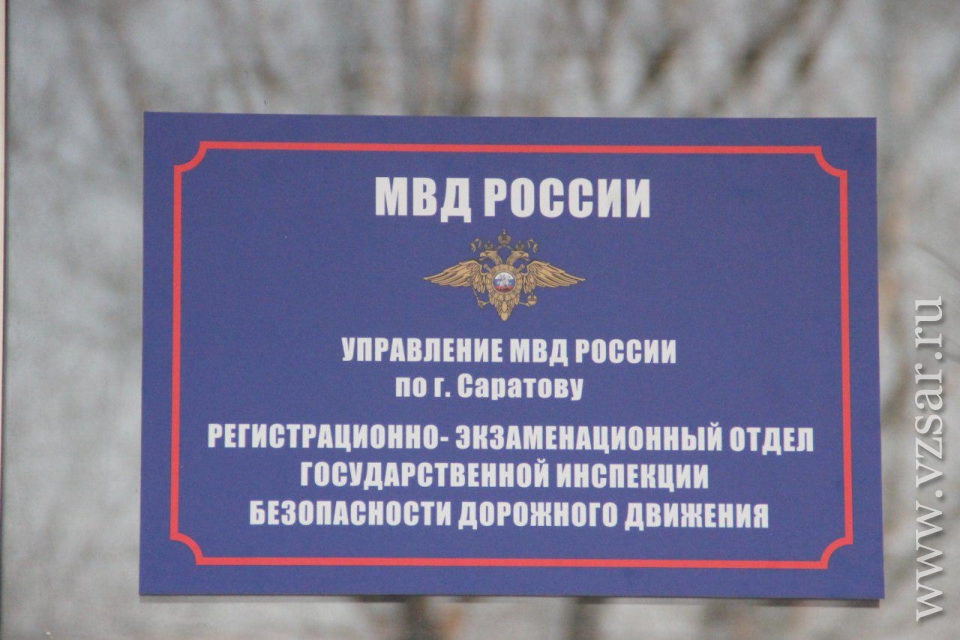 МВД РОССИИ
УПРАВЛЕНИЕ МВД РОССИИ
по г. Саратову
РЕГИСТРАЦИОННО- ЭКЗАМЕНАЦИОННЫЙ ОТДЕЛ
ГОСУДАРСТВЕННОЙ ИНСПЕКЦИИ
БЕЗОПАСНОСТИ ДОРОЖНОГО ДВИЖЕНИЯ
www.vzsar.ru